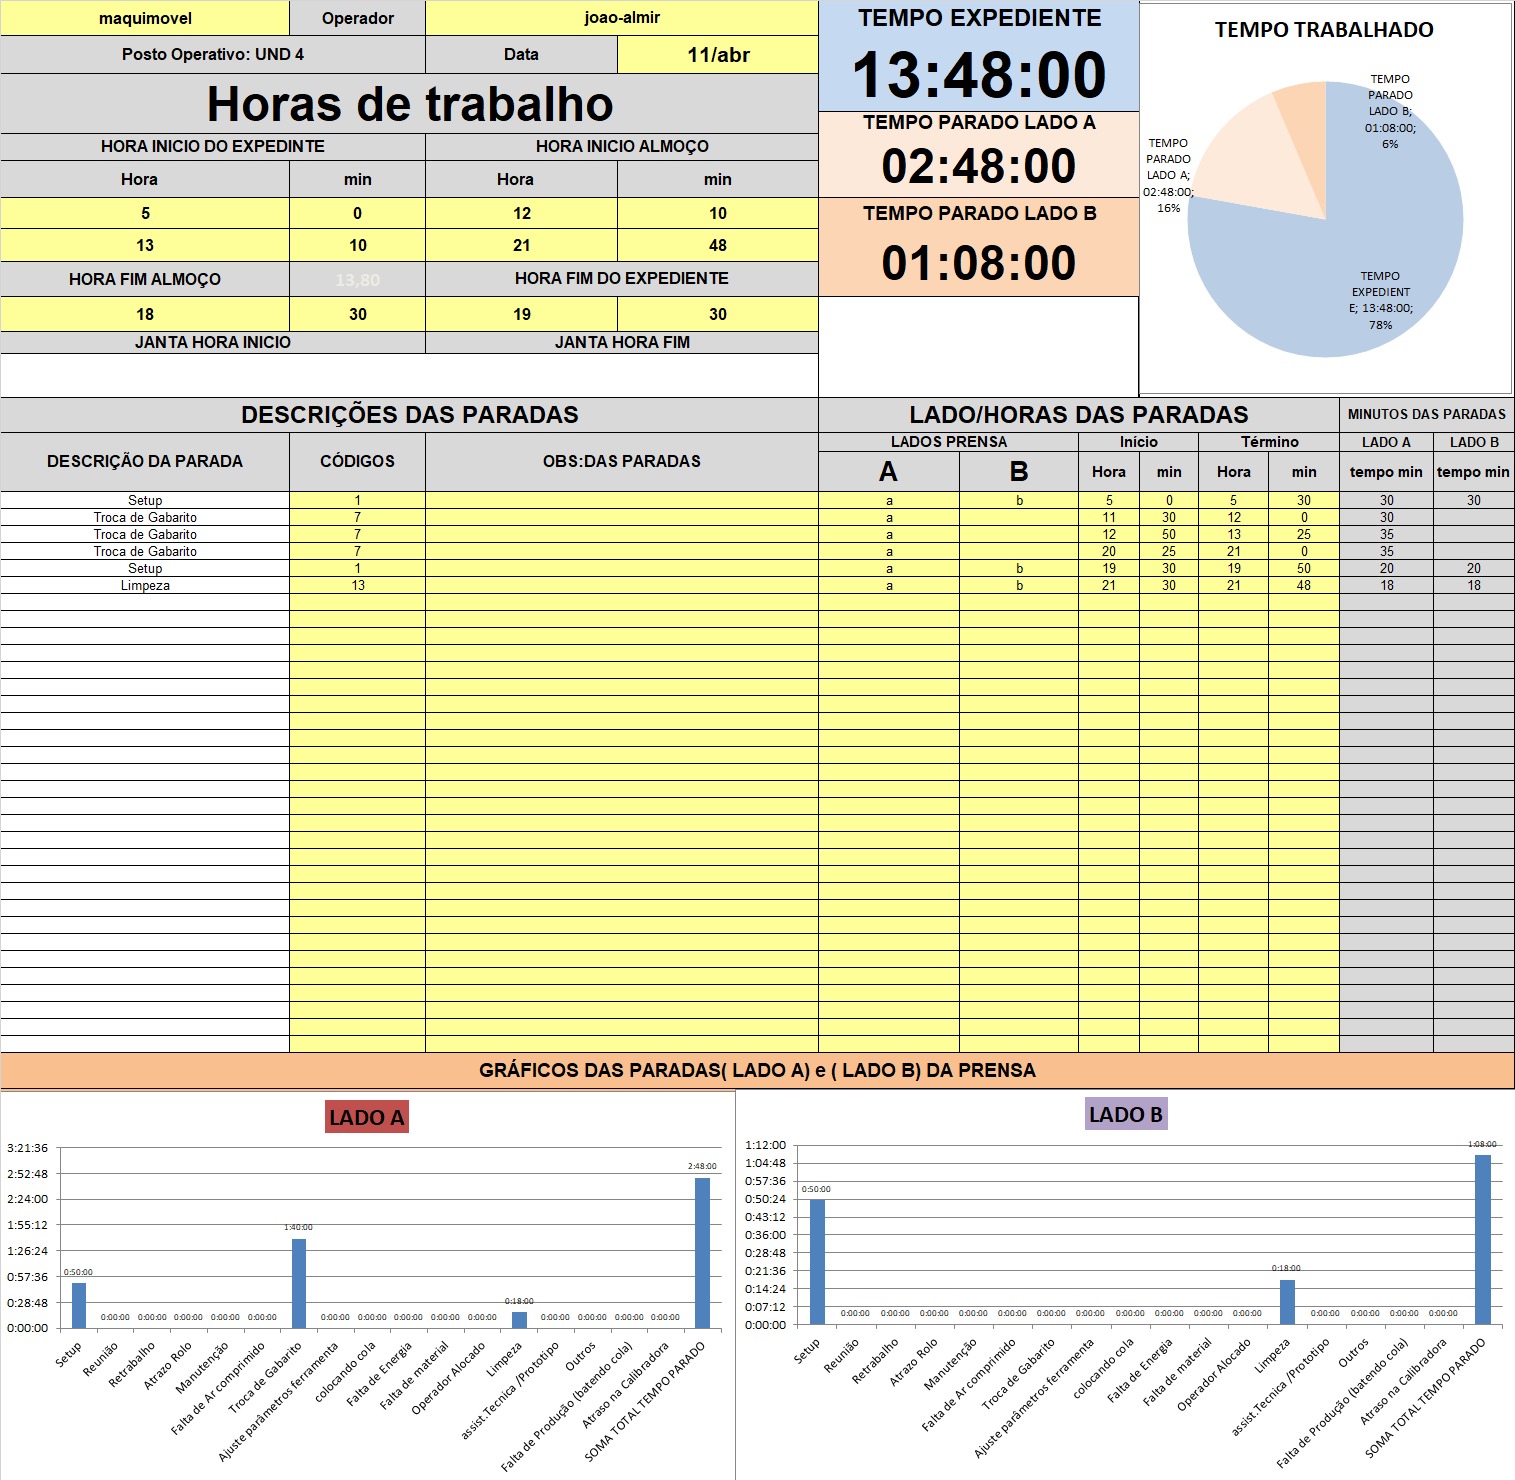 maquimovel Operador joao-almir
Posto Operativo: UND 4 Data 11/abr
Horas de trabalho
HORA INICIO DO EXPEDINTE HORA INICIO ALMOÇO
Hora min Hora min
5 0 12 10
13 10 21 48
HORA FIM ALMOÇO 13,80 HORA FIM DO EXPEDIENTE
18 30 19 30
JANTA HORA INICIO JANTA HORA FIM
TEMPO EXPEDIENTE
13:48:00
TEMPO PARADO LADO A
02:48:00
TEMPO PARADO LADO B
01:08:00
TEMPO TRABALHADO
TEMPO
PARADO
LADO B;
01:08:00;
6%
TEMPO
PARADO
LADO A;
02:48:00;
16%
TEMPO
EXPEDIENT
E; 13:48:00;
78%
DESCRIÇÕES DAS PARADAS LADO/HORAS DAS PARADAS MINUTOS DAS PARADAS
DESCRIÇÃO DA PARADA CÓDIGOS OBS:DAS PARADAS
LADOS PRENSA Início Término LADO A LADO B
A B Hora min Hora min tempo min tempo min
Setup 1 a b 5 0 5 30 30 30
Troca de Gabarito 7 a 11 30 12 0 30
Troca de Gabarito 7 a 12 50 13 25 35
Troca de Gabarito 7 a 20 25 21 0 35
Setup 1 a b 19 30 19 50 20 20
Limpeza 13 a b 21 30 21 48 18 18
GRÁFICOS DAS PARADAS( LADO A) e ( LADO B) DA PRENSA
LADO A
3:21:36
2:52:48
2:24:00
1:55:12
1:26:24
0:57:36
0:28:48
0:00:00
0:50:00 0:00:00 0:00:00 0:00:00 0:00:00 0:00:00 1:40:00 0:00:00 0:00:00 0:00:00 0:00:00 0:00:00 0:18:00 0:00:00 0:00:00 0:00:00 0:00:00 2:48:00
Setup
Reunião
Retrabalho
Atrazo Rolo
Manutenção
Falta de Ar comprimido
Troca de Gabarito
Ajuste parâmetros ferramenta
colocando cola
Falta de Energia
Falta de material
Operador Alocado
Limpeza
assist.Tecnica /Prototipo
Outros
Falta de Produção (batendo cola)
Atraso na Calibradora
SOMA TOTAL TEMPO PARADO
LADO B
1:12:00
1:04:48
0:57:36
0:50:24
0:43:12
0:36:00
0:28:48
0:21:36
0:14:24
0:07:12
0:00:00
0:50:00 0:00:00 0:00:00 0:00:00 0:00:00 0:00:00 0:00:00 0:00:00 0:00:00 0:00:00 0:00:00 0:00:00 0:18:00 0:00:00 0:00:00 0:00:00 0:00:00 1:08:00
Setup
Reunião
Retrabalho
Atrazo Rolo
Manutenção
Falta de Ar comprimido
Troca de Gabarito
Ajuste parâmetros ferramenta
colocando cola
Falta de Energia
Falta de material
Operador Alocado
Limpeza
assist.Tecnica /Prototipo
Outros
Falta de Produção (batendo cola)
Atraso na Calibradora
SOMA TOTAL TEMPO PARADO